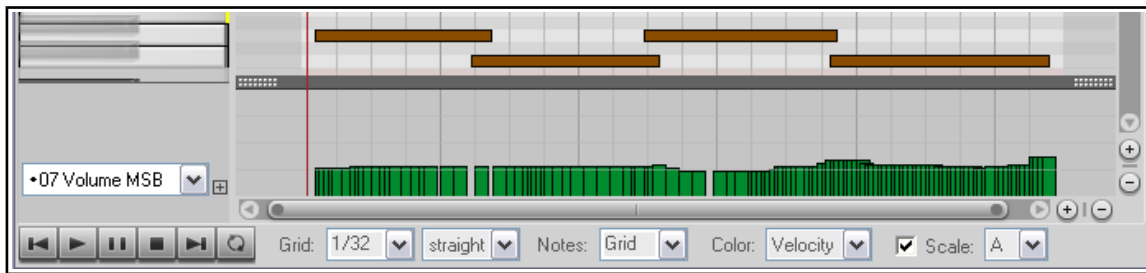 •07 Volume MSB
Grid: 1/32 straight Notes: Grid Color: Velocity Scale: A